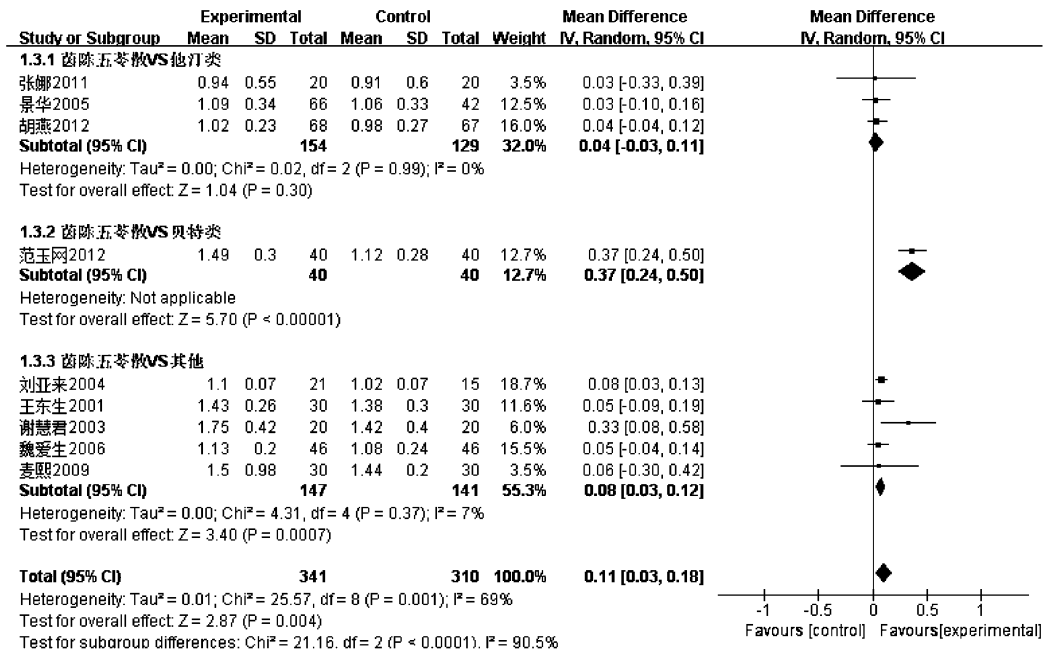 Experimental Control Mean Difference Mean Difference
Study or Subgroup Mean SD Total Mean SD Total Weight IV, Random, 95% CI IV, Random, 95% CI
1.3.1 茵陈五苓散VS他汀类
张娜2011 0.94 0.55 20 0.91 0.6 20 3.5% 0.03 [-0.33, 0.39]
景华2005 1.09 0.34 66 1.06 0.33 42 12.5% 0.03 [-0.10, 0.16]
胡燕2012 1.02 0.23 68 0.98 0.27 67 16.0% 0.04 [-0.04, 0.12]
Subtotal (95% CI) 154 129 32.0% 0.04 [-0.03, 0.11]
Heterogeneity: Tau² = 0.00; Chi² = 0.02, df = 2 (P = 0.99); I² = 0%
Test for overall effect: Z = 1.04 (P = 0.30)
1.3.2 茵陈五苓散VS贝特类
范玉网2012 1.49 0.3 40 1.12 0.28 40 12.7% 0.37 [0.24, 0.50]
Subtotal (95% CI) 40 40 12.7% 0.37 [0.24, 0.50]
Heterogeneity: Not applicable
Test for overall effect: Z = 5.70 (P < 0.00001)
1.3.3 茵陈五苓散VS其他
刘亚来2004 1.1 0.07 21 1.02 0.07 15 18.7% 0.08 [0.03, 0.13]
王东生2001 1.43 0.26 30 1.38 0.3 30 11.6% 0.05 [-0.09, 0.19]
谢慧君2003 1.75 0.42 20 1.42 0.4 20 6.0% 0.33 [0.08, 0.58]
魏爱生2006 1.13 0.2 46 1.08 0.24 46 15.5% 0.05 [-0.04, 0.14]
麦熙2009 1.5 0.98 30 1.44 0.2 30 3.5% 0.06 [-0.30, 0.42]
Subtotal (95% CI) 147 141 55.3% 0.08 [0.03, 0.12]
Heterogeneity: Tau² = 0.00; Chi² = 4.31, df = 4 (P = 0.37); I² = 7%
Test for overall effect: Z = 3.40 (P = 0.0007)
Total (95% CI) 341 310 100.0% 0.11 [0.03, 0.18]
Heterogeneity: Tau² = 0.01; Chi² = 25.57, df = 8 (P = 0.001); I² = 69%
Test for overall effect: Z = 2.87 (P = 0.004)
Test for subgroup differences: Chi² = 21.16, df = 2 (P < 0.0001), I² = 90.5%
-1 -0.5 0 0.5 1
Favours [control] Favours[experimental]